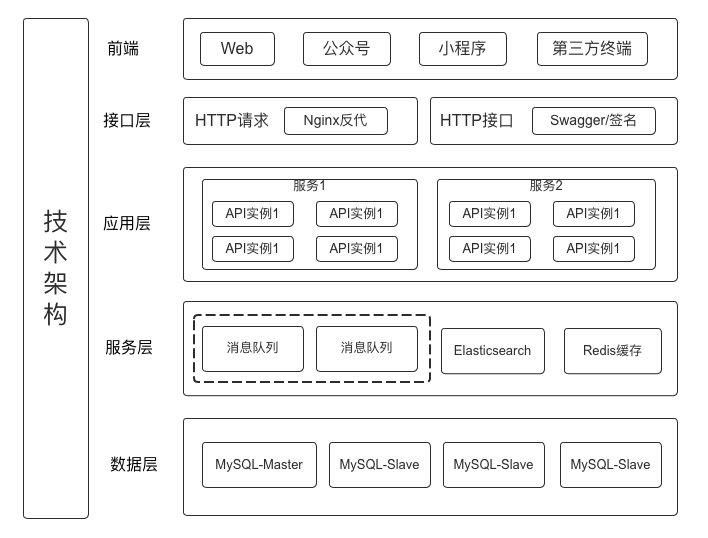 技术架构
前端
Web
公众号
小程序
第三方终端
接口层
HTTP请求
Nginx反代
HTTP接口
Swagger/签名
应用层
服务1
API实例1
API实例1
API实例1
API实例1
服务2
API实例1
API实例1
API实例1
API实例1
服务层
消息队列
消息队列
Elasticsearch
Redis缓存
数据层
MySQL-Master
MySQL-Slave
MySQL-Slave
MySQL-Slave